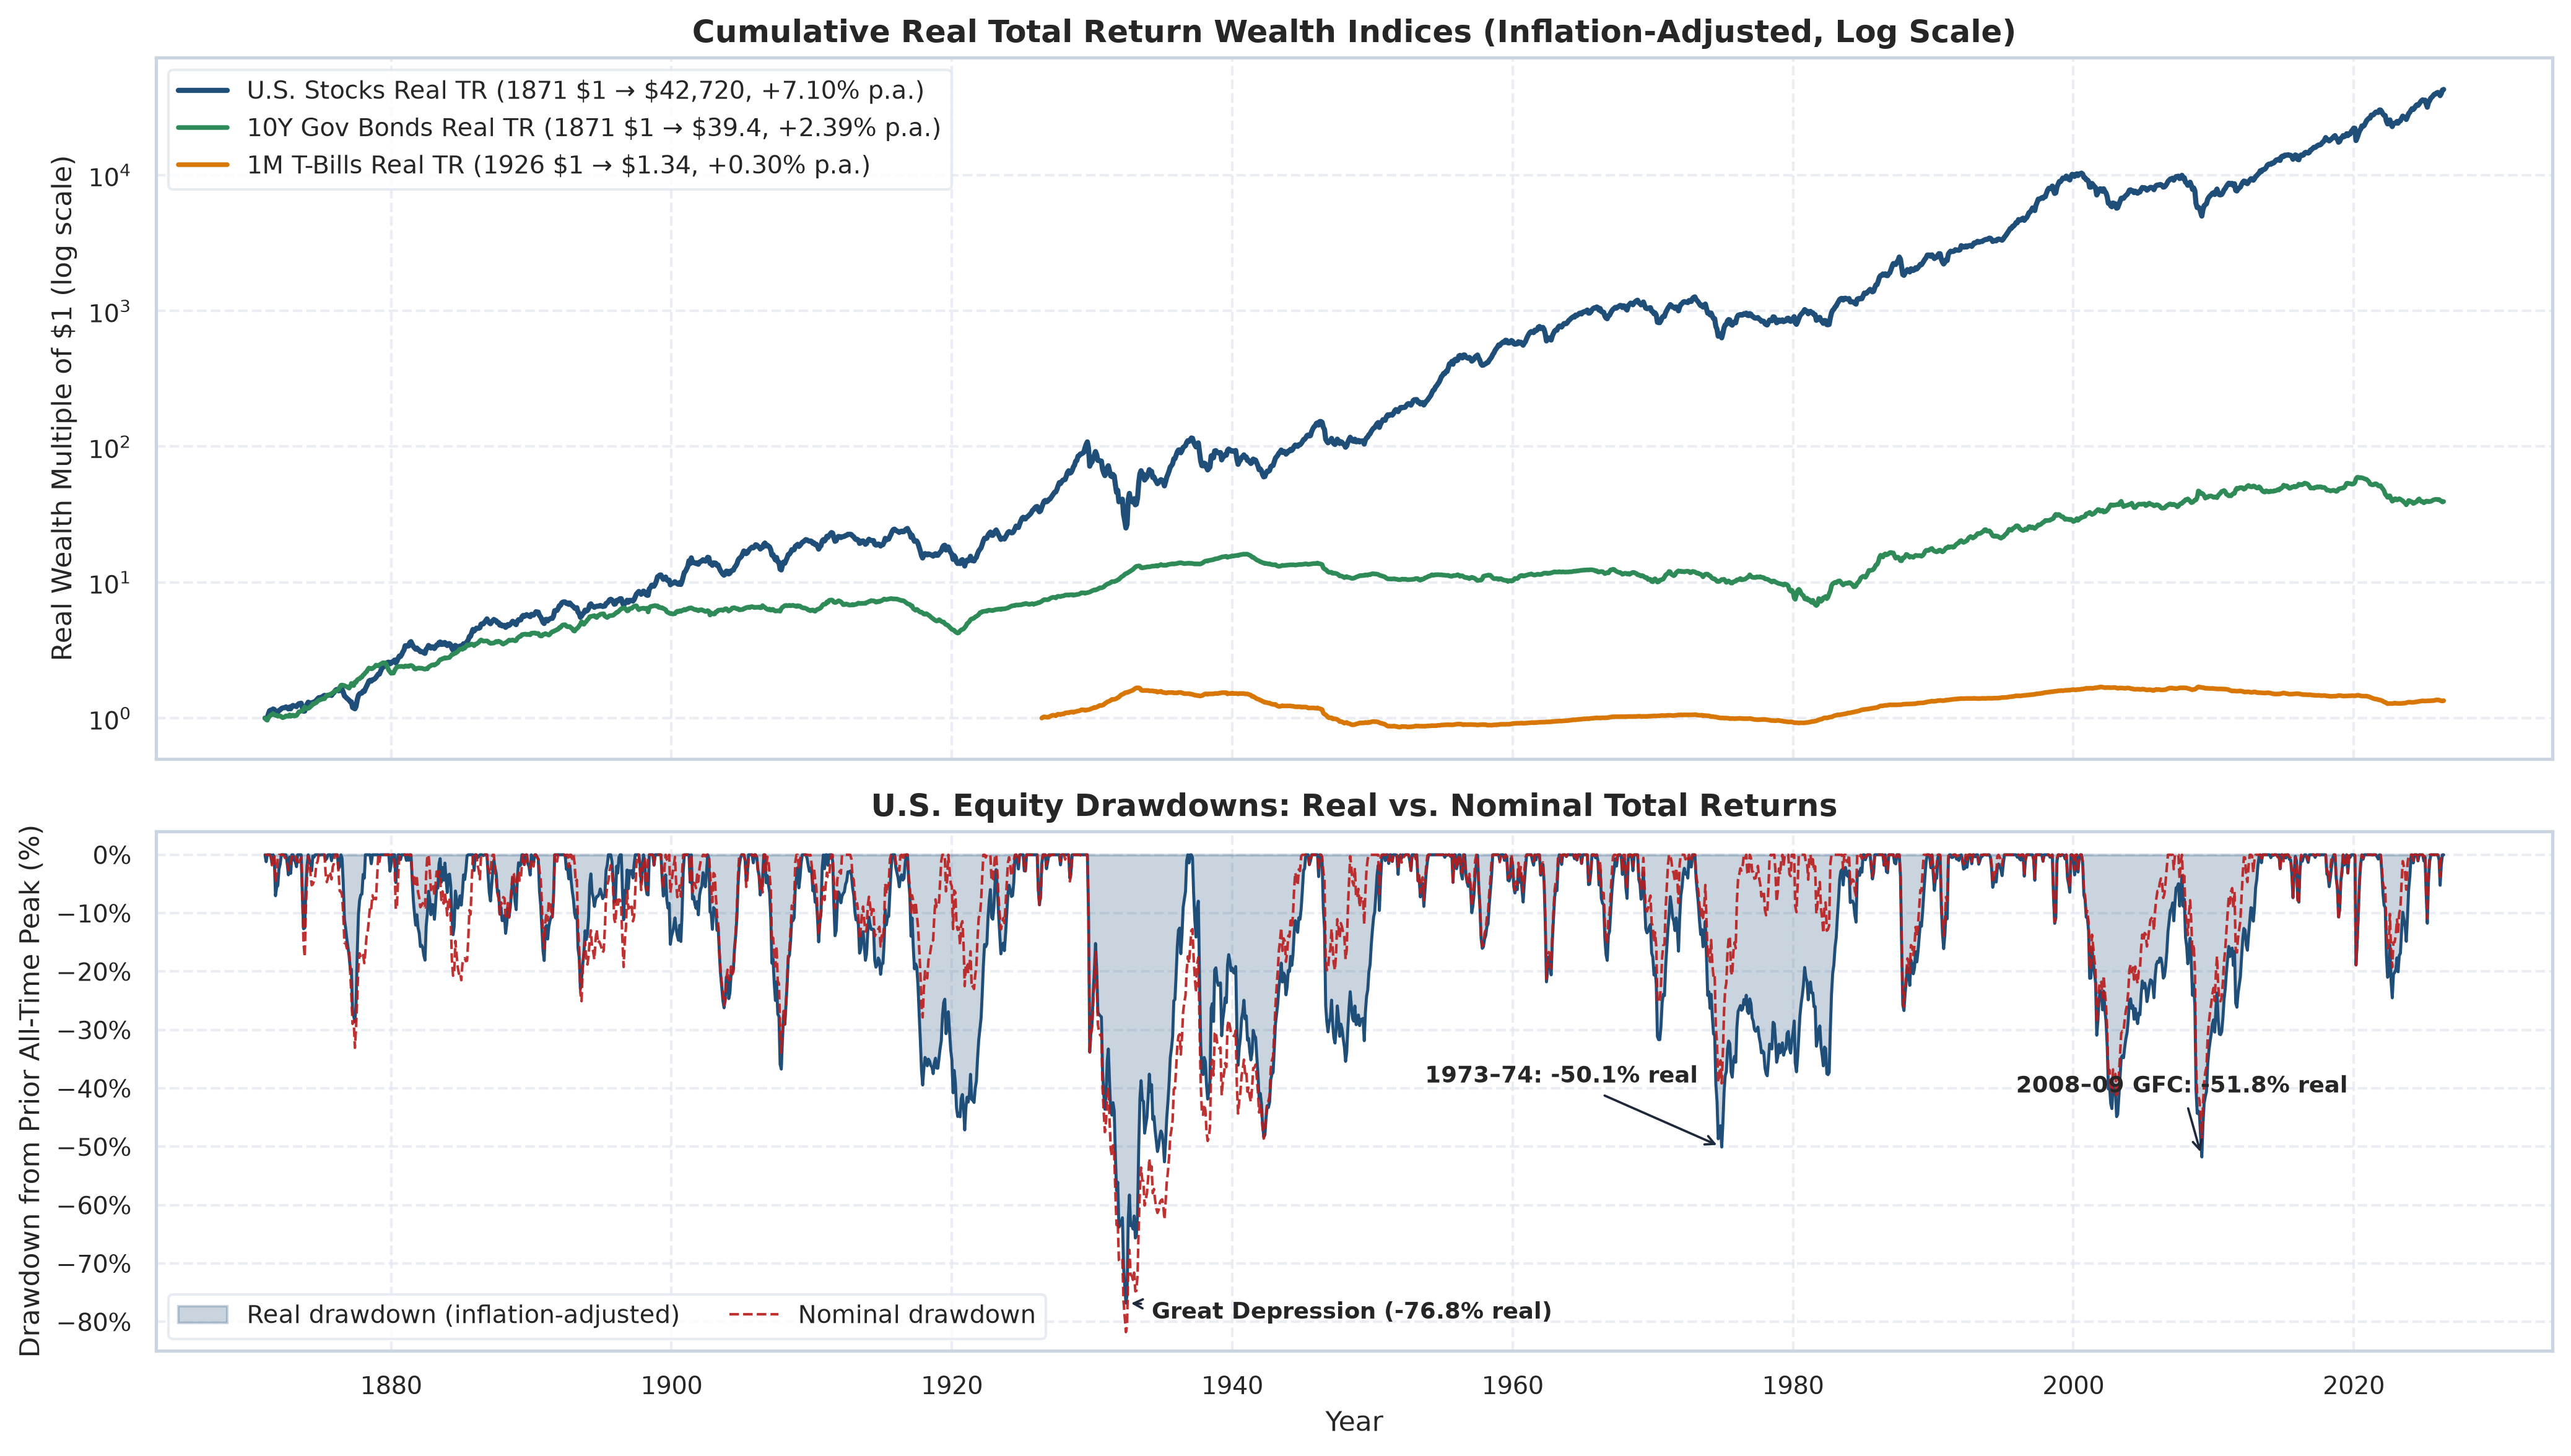 Cumulative Real Total Return Wealth Indices (Inflation-Adjusted, Log Scale)
U.S. Stocks Real TR (1871 $1 → $42,720, +7.10% p.a.)
10Y Gov Bonds Real TR (1871 $1 → $39.4, +2.39% p.a.)
1M T-Bills Real TR (1926 $1 → $1.34, +0.30% p.a.)
Real Wealth Multiple of $1 (log scale)
10⁴
10³
10²
10¹
10⁰
U.S. Equity Drawdowns: Real vs. Nominal Total Returns
Drawdown from Prior All-Time Peak (%)
0%
−10%
−20%
−30%
−40%
−50%
−60%
−70%
−80%
1973–74: -50.1% real
2008–09 GFC: -51.8% real
Great Depression (-76.8% real)
Real drawdown (inflation-adjusted)
Nominal drawdown
1880 1900 1920 1940 1960 1980 2000 2020
Year